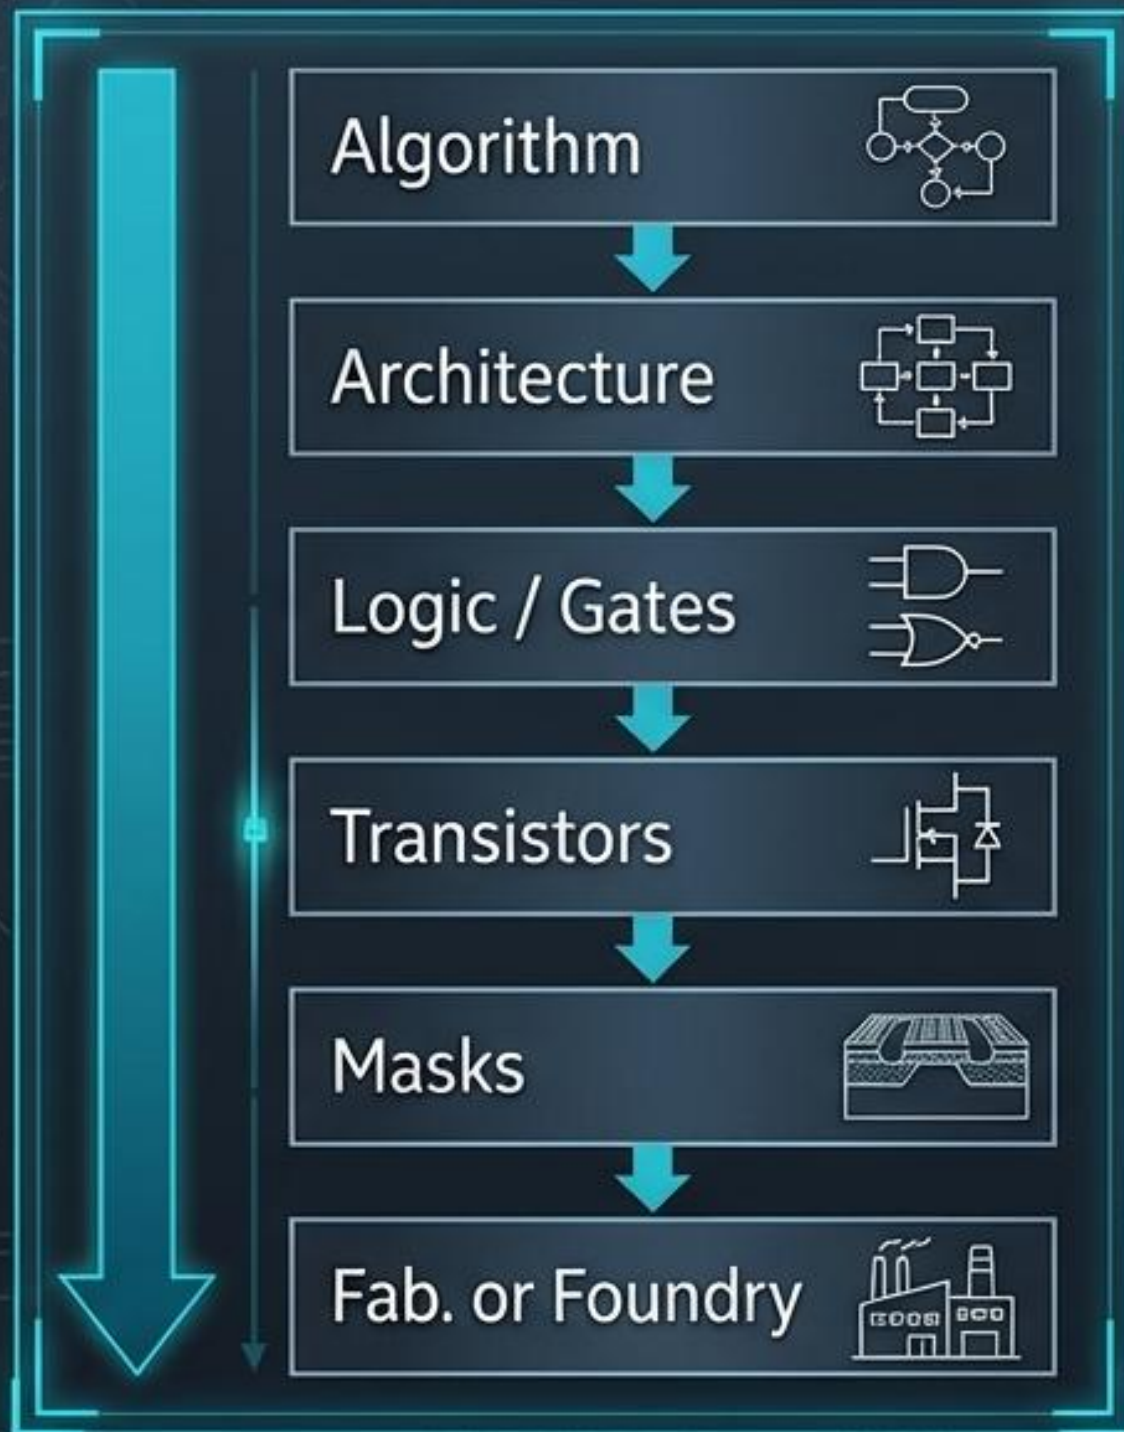 Algorithm
Architecture
Logic / Gates
Transistors
Masks
Fab. or Foundry